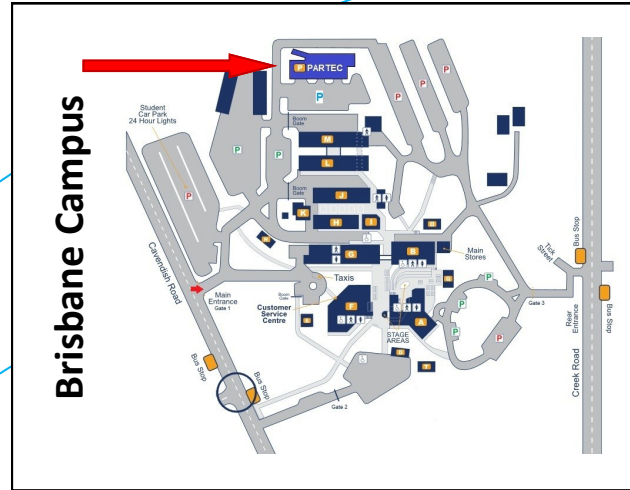 Brisbane Campus
P PARTEC
P
Student
Car Park
24 Hour Lights
P
P
P
P
P
P
P
Boom
Gate
M
L
Boom
Gate
J
K
H
I
G
B
Main
Stores
Cavendish Road
Main
Entrance
Gate 1
Taxis
Boom
Gate
Customer
Service
Centre
F
A
STAGE
AREAS
T
P
P
P
Gate 3
Tick
Street
Bus Stop
Bus Stop
Rear
Entrance
Creek Road
Bus Stop
Bus Stop
Gate 2